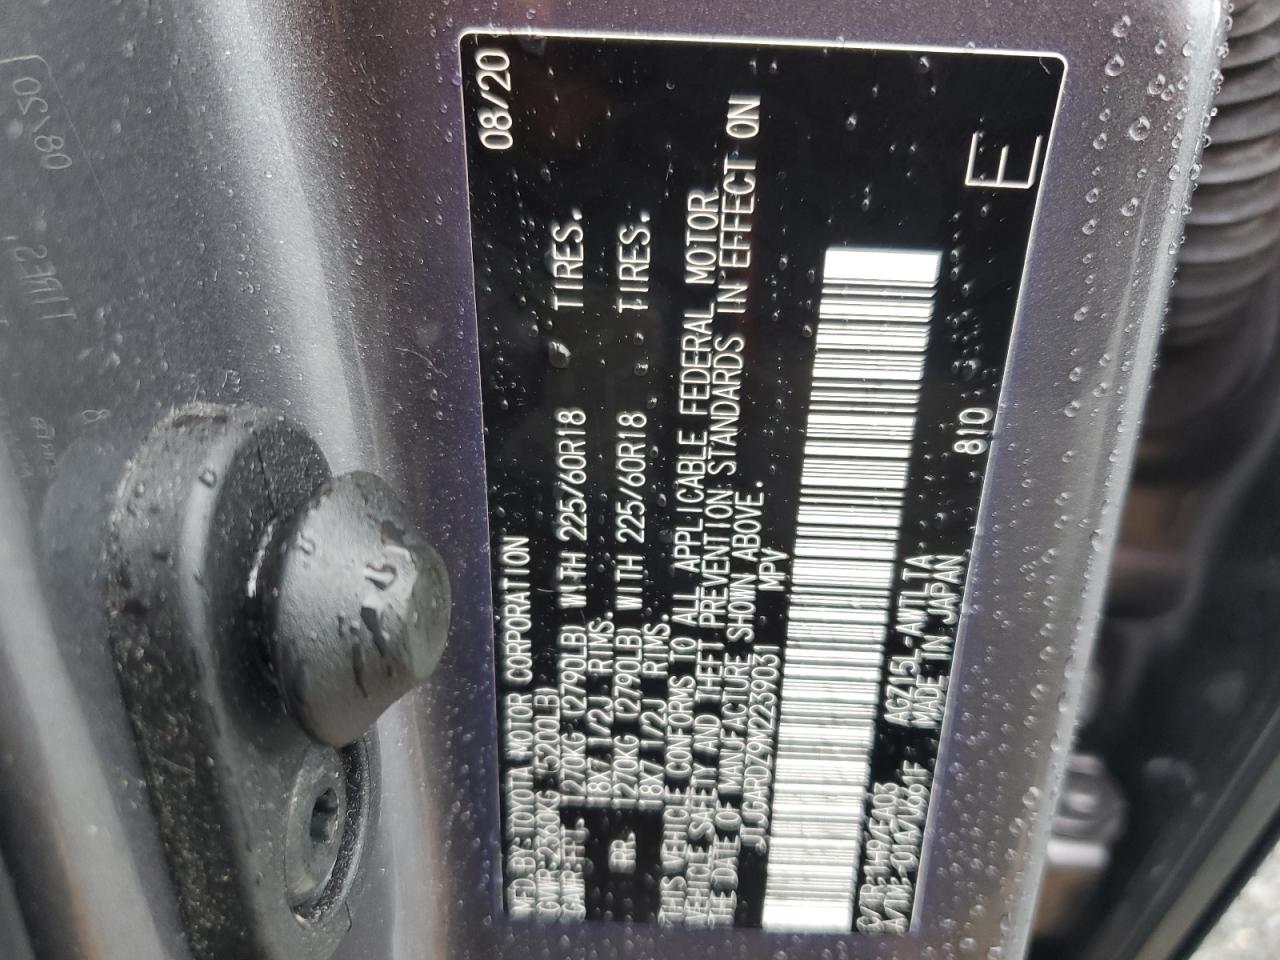 MFD.BY: TOYOTA MOTOR CORPORATION 08/20
GVWR 2360KG ( 5200LB)
GAWR FRT. 1270KG (2790LB) WITH 225/60R18 TIRES.
18X7 1/2J RIMS.
RR. 1270KG (2790LB) WITH 225/60R18 TIRES.
18X7 1/2J RIMS.
THIS VEHICLE CONFORMS TO ALL APPLICABLE FEDERAL MOTOR
VEHICLE SAFETY AND THEFT PREVENTION STANDARDS IN EFFECT ON
THE DATE OF MANUFACTURE SHOWN ABOVE.
MPV
AGZ15L-AWTLTA
MADE IN JAPAN
810
E